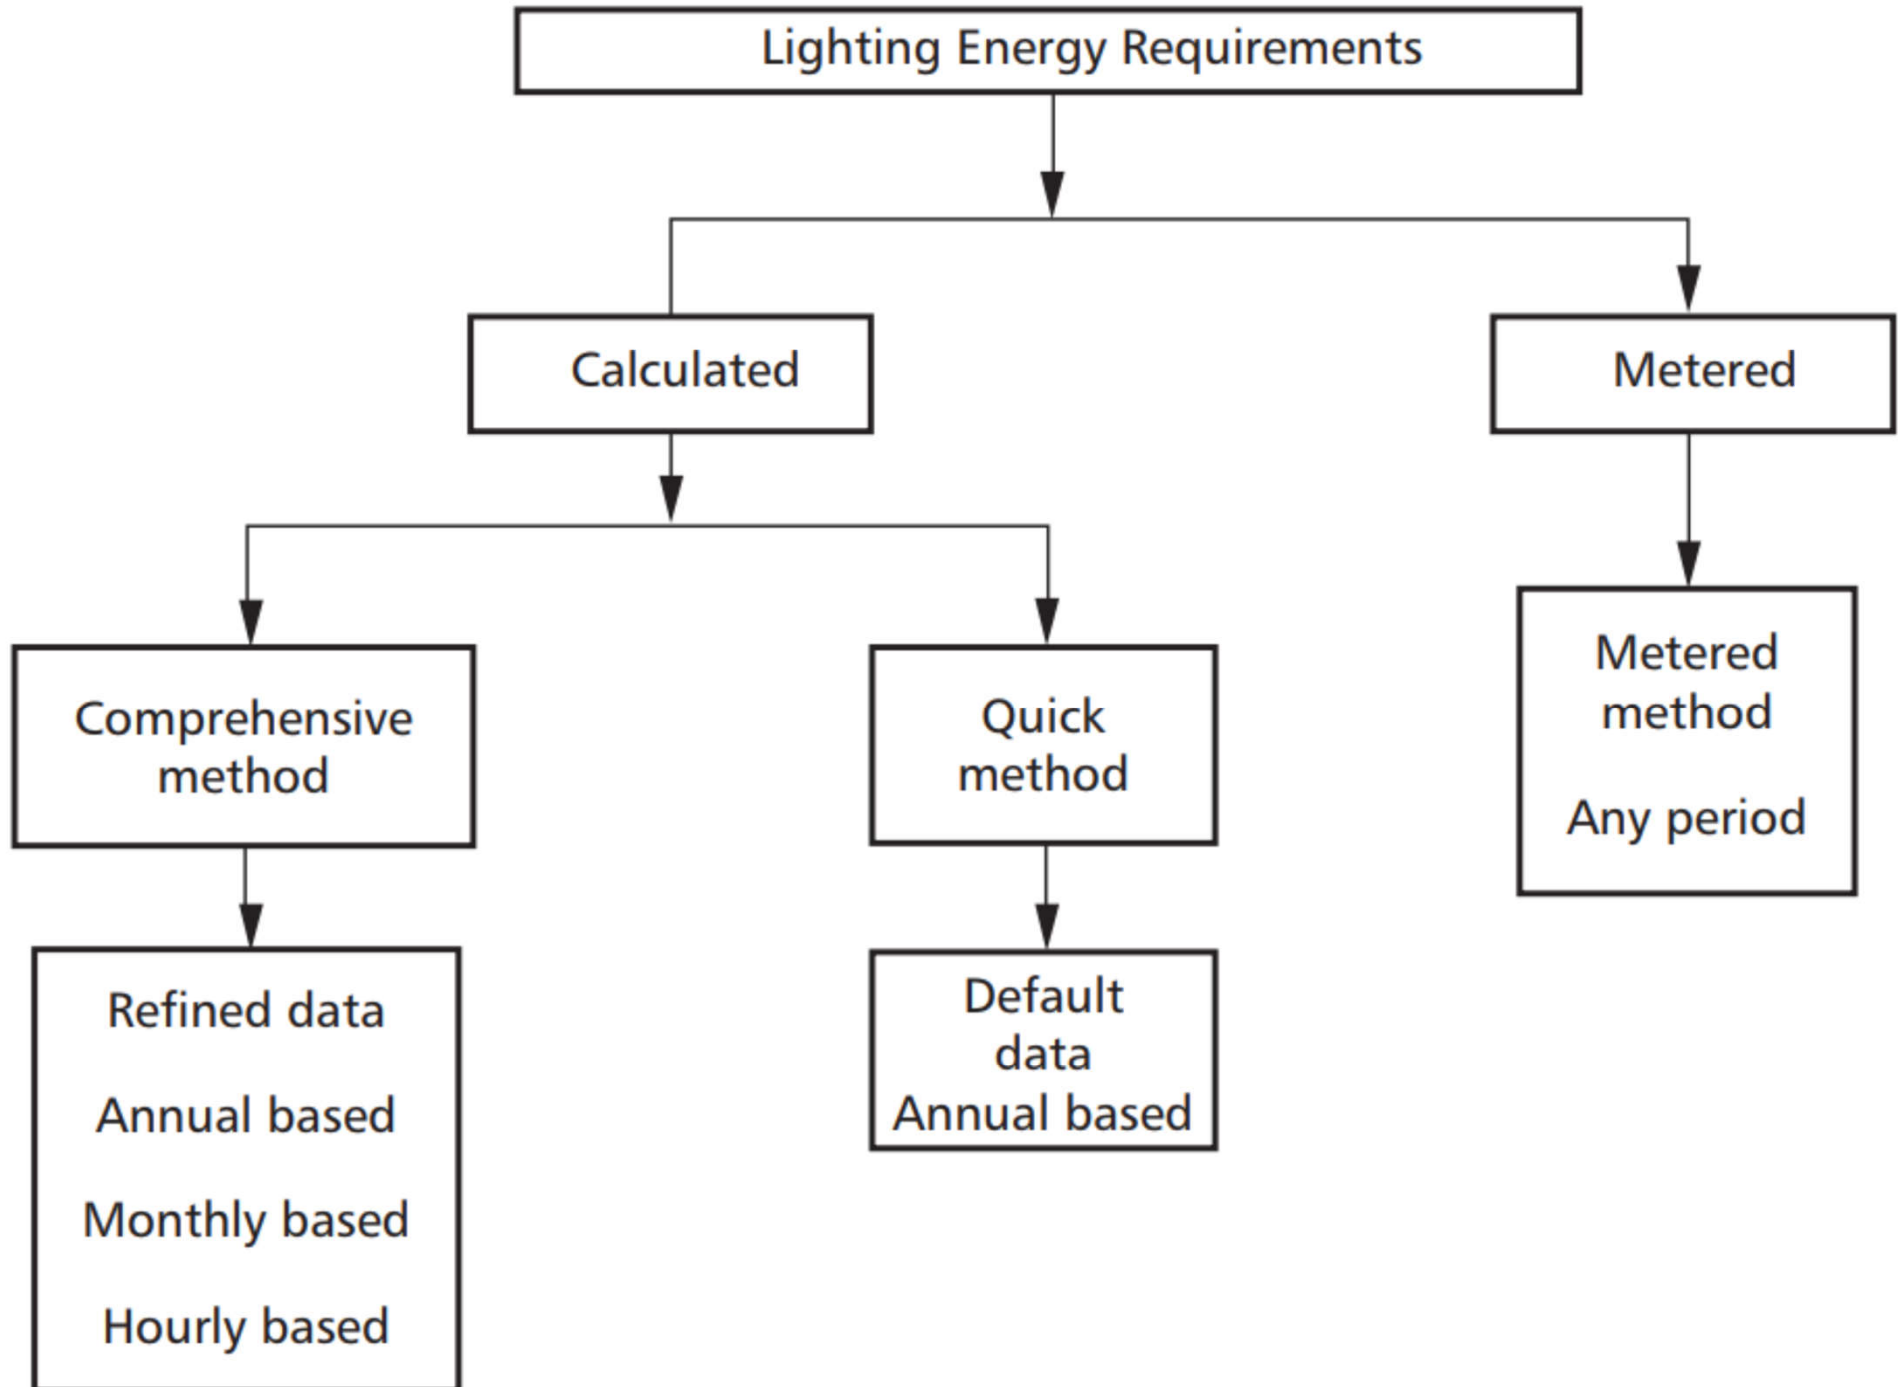 Lighting Energy Requirements
Calculated
Metered
Comprehensive
method
Quick
method
Metered
method
Any period
Refined data
Annual based
Monthly based
Hourly based
Default
data
Annual based